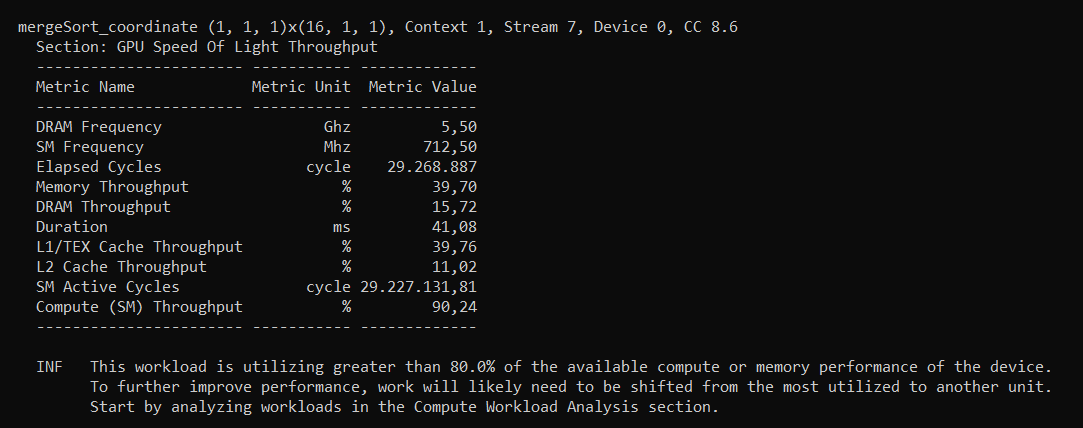 mergeSort_coordinate (1, 1, 1)x(16, 1, 1), Context 1, Stream 7, Device 0, CC 8.6
  Section: GPU Speed Of Light Throughput
  ----------------------- ----------- -------------
  Metric Name             Metric Unit  Metric Value
  ----------------------- ----------- -------------
  DRAM Frequency                  Ghz          5,50
  SM Frequency                    Mhz        712,50
  Elapsed Cycles                cycle    29.268.887
  Memory Throughput                 %         39,70
  DRAM Throughput                   %         15,72
  Duration                         ms         41,08
  L1/TEX Cache Throughput           %         39,76
  L2 Cache Throughput               %         11,02
  SM Active Cycles              cycle 29.227.131,81
  Compute (SM) Throughput           %         90,24
  ----------------------- ----------- -------------
  INF   This workload is utilizing greater than 80.0% of the available compute or memory performance of the device.
        To further improve performance, work will likely need to be shifted from the most utilized to another unit.
        Start by analyzing workloads in the Compute Workload Analysis section.